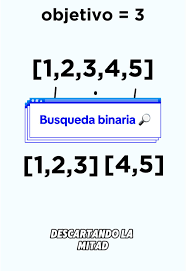 objetivo = 3
[1,2,3,4,5]
Busqueda binaria 🔎
[1,2,3] [4,5]
DESCARTANDO LA
MITAD